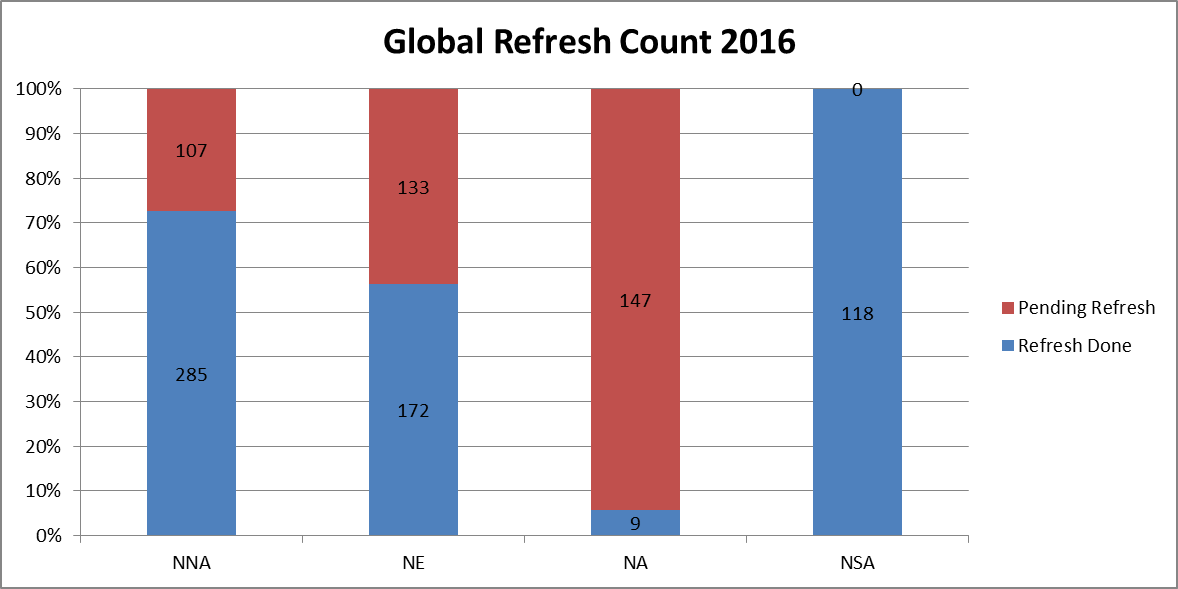 Global Refresh Count 2016
100%
90%
80%
70%
60%
50%
40%
30%
20%
10%
0%
107
285
133
172
147
9
0
118
NNA
NE
NA
NSA
Pending Refresh
Refresh Done